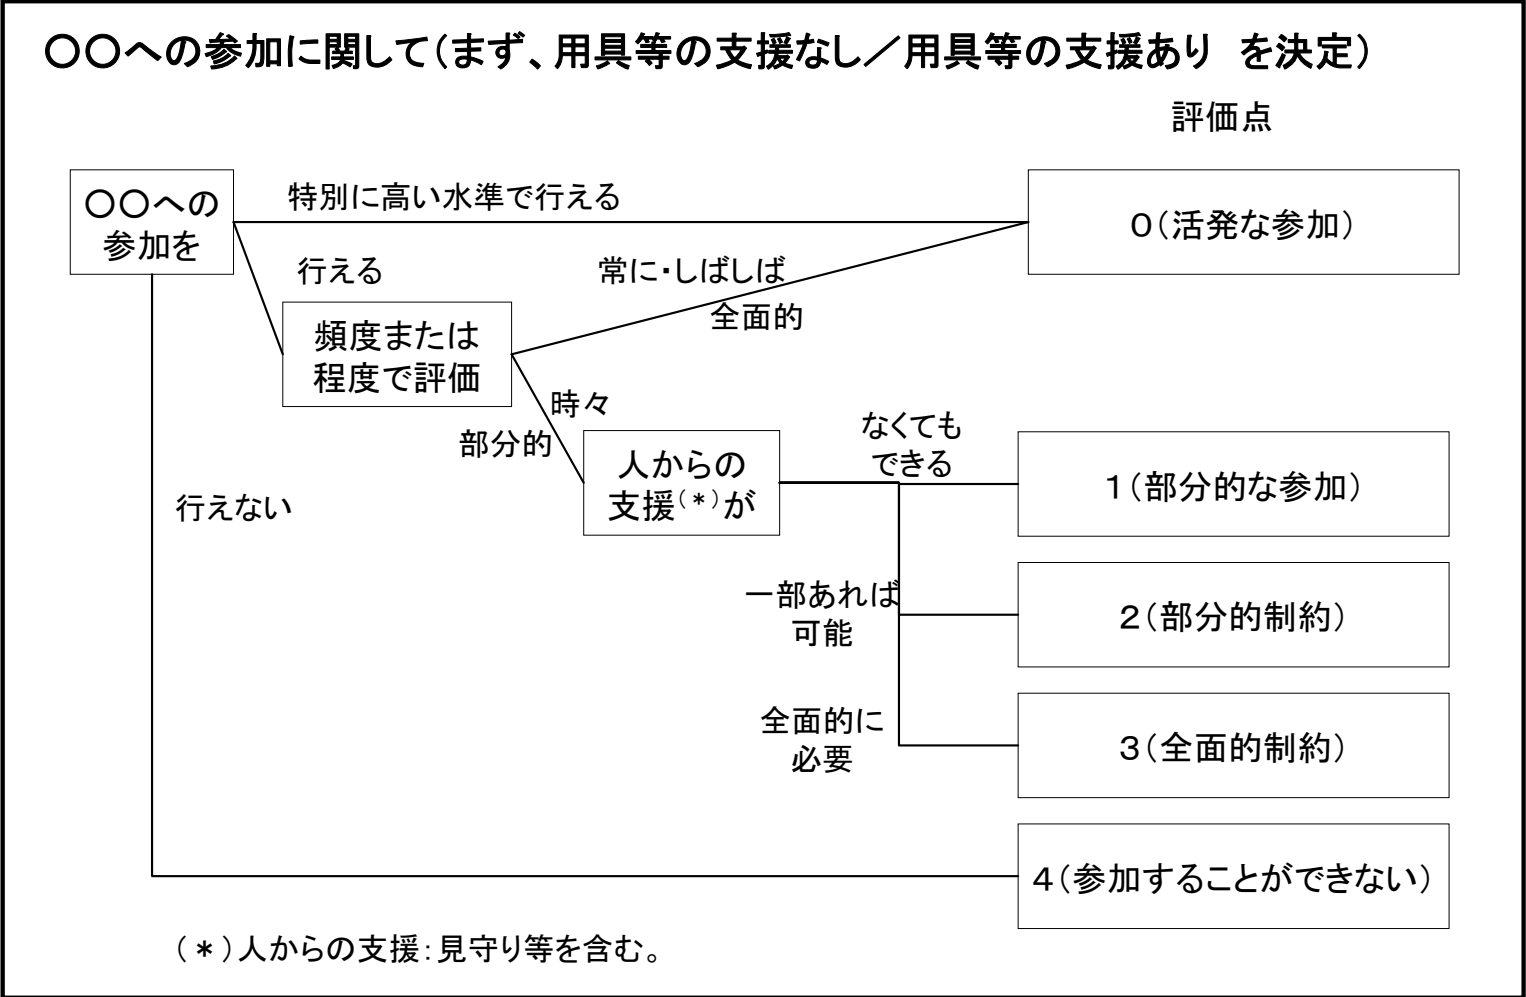 〇〇への参加に関して(まず、用具等の支援なし/用具等の支援あり を決定)
評価点
〇〇への
参加を
特別に高い水準で行える
0(活発な参加)
行える
常に・しばしば
全面的
頻度または
程度で評価
時々
部分的
人からの
支援(*)が
なくても
できる
1(部分的な参加)
行えない
一部あれば
可能
2(部分的制約)
全面的に
必要
3(全面的制約)
4(参加することができない)
(*)人からの支援:見守り等を含む。